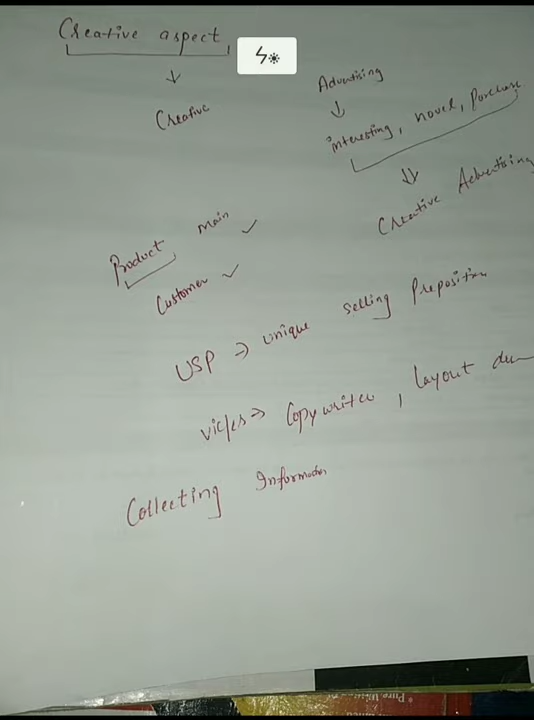 Creative aspect
Creative
Advertising
interesting, novel, purchase
Creative Advertising
Product main
Customer
USP ⇒ unique selling Preposition
⇒ Copywriter, Layout
Collecting Information